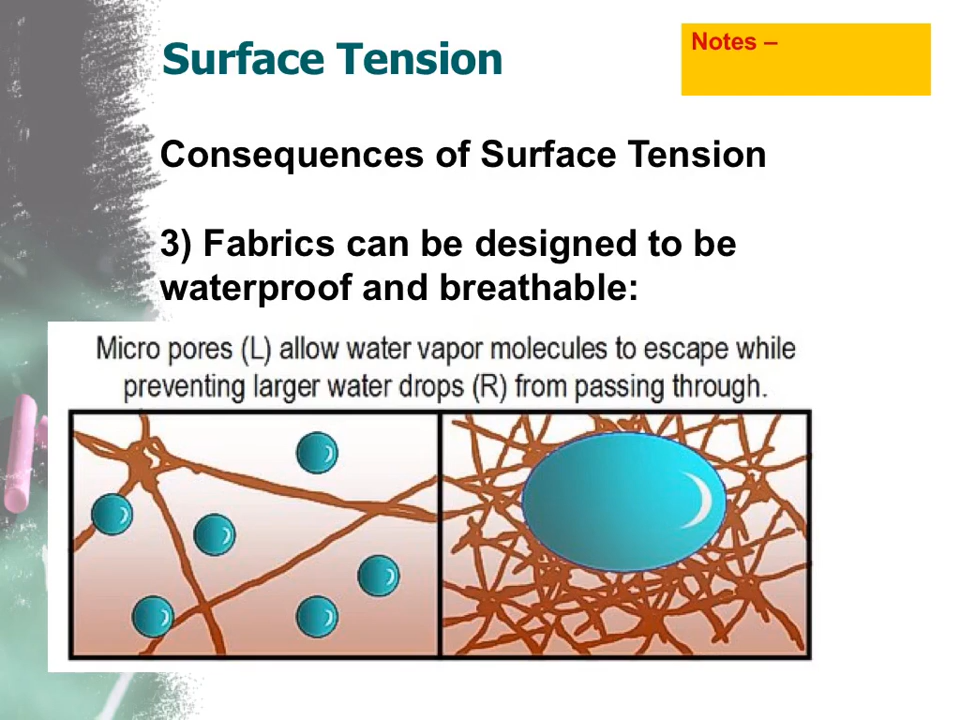 Surface Tension
Notes –
Consequences of Surface Tension
3) Fabrics can be designed to be
waterproof and breathable:
Micro pores (L) allow water vapor molecules to escape while
preventing larger water drops (R) from passing through.